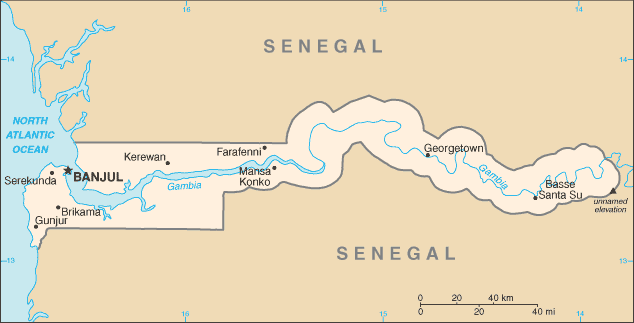 16
15
14
SENEGAL
14
14
NORTH
ATLANTIC
OCEAN
Farafenni
Georgetown
Kerewan
BANJUL
Serekunda
Mansa
Konko
Gambia
Gambia
Basse
Santa Su
unnamed
elevation
Brikama
Gunjur
SENEGAL
13
13
0 20 40 km
0 20 40 mi
16
15
14